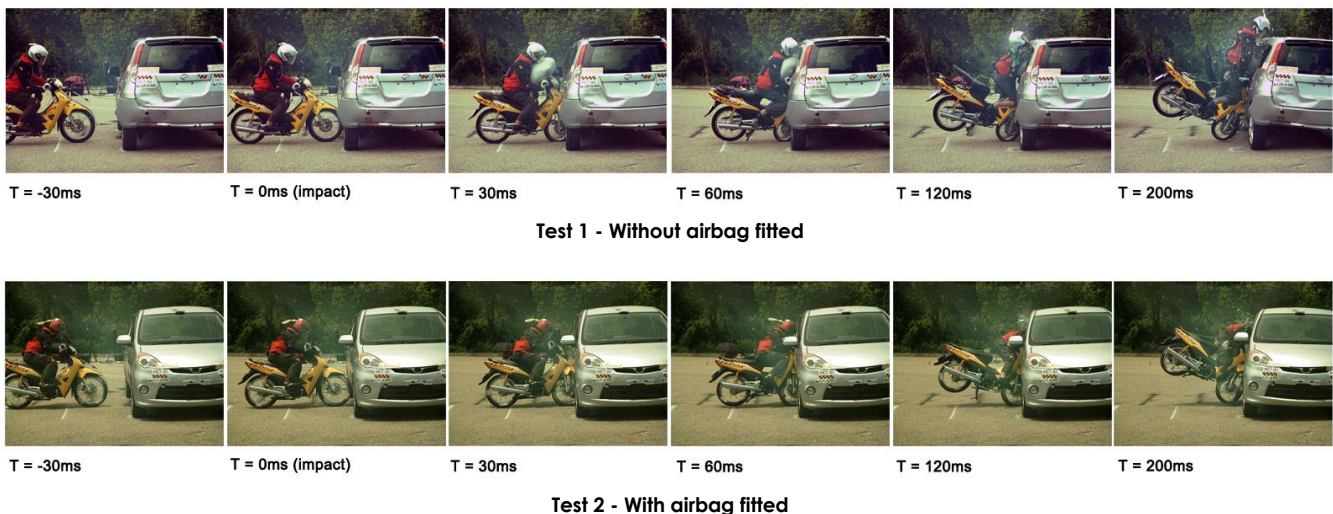 T = -30ms T = 0ms (impact) T = 30ms T = 60ms T = 120ms T = 200ms
Test 1 - Without airbag fitted
T = -30ms T = 0ms (impact) T = 30ms T = 60ms T = 120ms T = 200ms
Test 2 - With airbag fitted